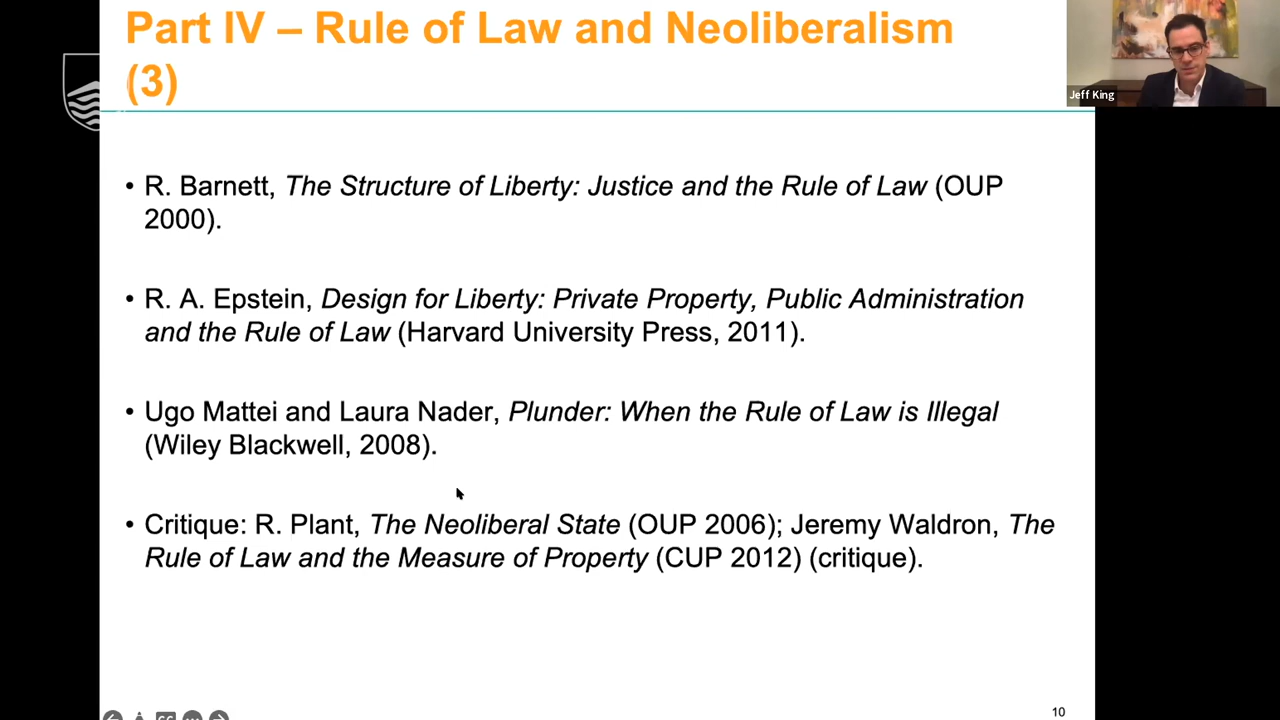 Part IV – Rule of Law and Neoliberalism
(3)
Jeff King
• R. Barnett, The Structure of Liberty: Justice and the Rule of Law (OUP
2000).
• R. A. Epstein, Design for Liberty: Private Property, Public Administration
and the Rule of Law (Harvard University Press, 2011).
• Ugo Mattei and Laura Nader, Plunder: When the Rule of Law is Illegal
(Wiley Blackwell, 2008).
• Critique: R. Plant, The Neoliberal State (OUP 2006); Jeremy Waldron, The
Rule of Law and the Measure of Property (CUP 2012) (critique).
10